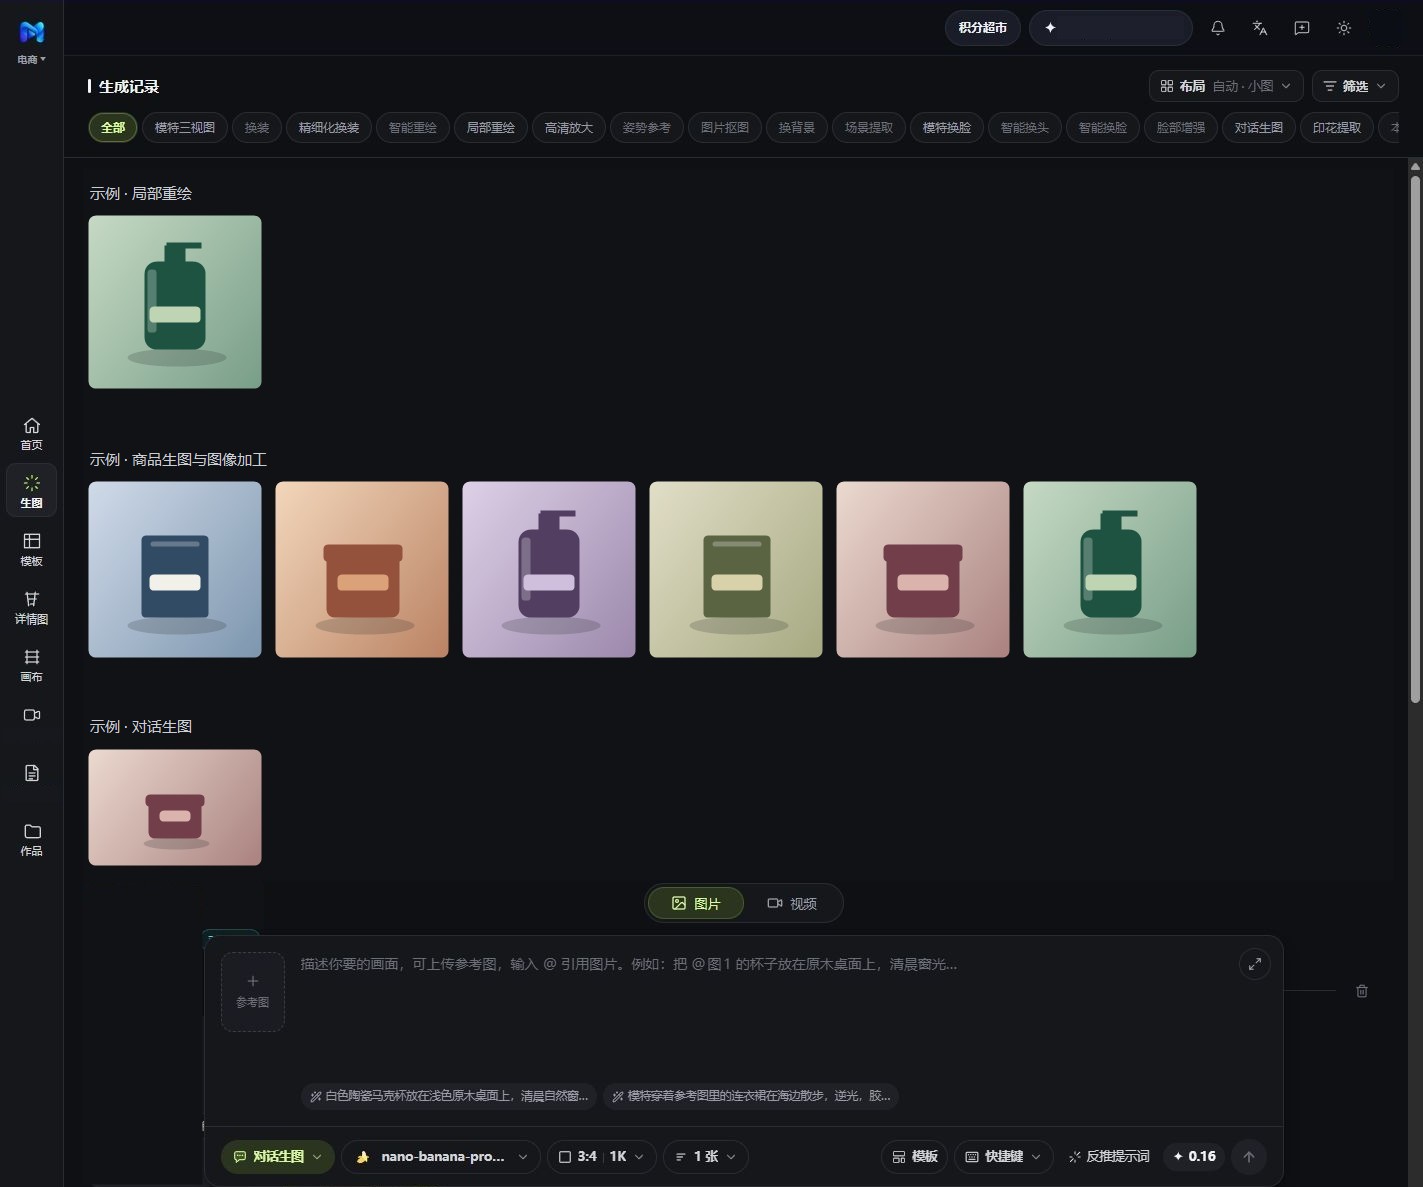 电商
积分超市
生成记录
布局 自动 · 小图
筛选
全部 模特三视图 换装 精细化换装 智能重绘 局部重绘 高清放大 姿势参考 图片抠图 换背景 场景提取 模特换脸 智能换头 智能换脸 脸部增强 对话生图 印花提取
示例 · 局部重绘
首页
生图
模板
详情图
画布
作品
示例 · 商品生图与图像加工
示例 · 对话生图
图片 视频
参考图
描述你要的画面，可上传参考图，输入 @ 引用图片。例如：把 @图1 的杯子放在原木桌面上，清晨窗光...
白色陶瓷马克杯放在浅色原木桌面上，清晨自然窗...
模特穿着参考图里的连衣裙在海边散步，逆光，胶...
对话生图 nano-banana-pro... 3:4 | 1K 1 张 模板 快捷键 反推提示词 0.16